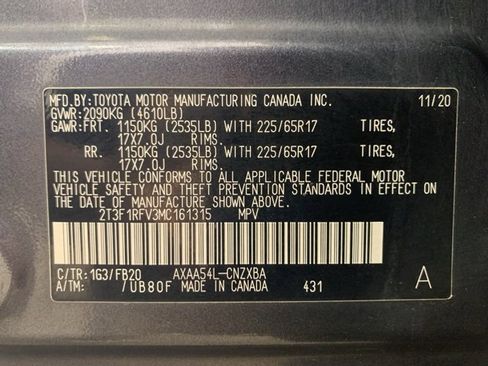 MFD.BY:TOYOTA MOTOR MANUFACTURING CANADA INC. 11/20
GVWR:2090KG (4610LB)
GAWR:FRT. 1150KG (2535LB) WITH 225/65R17 TIRES,
17X7.0J RIMS.
RR. 1150KG (2535LB) WITH 225/65R17 TIRES,
17X7.0J RIMS.
THIS VEHICLE CONFORMS TO ALL APPLICABLE FEDERAL MOTOR
VEHICLE SAFETY AND THEFT PREVENTION STANDARDS IN EFFECT
ON THE DATE OF MANUFACTURE SHOWN ABOVE.
2T3F1RFV3MC161315 MPV
C/TR:1G3/FB20 AXAA54L-CNZXBA A
A/TM: /UB80F MADE IN CANADA 431